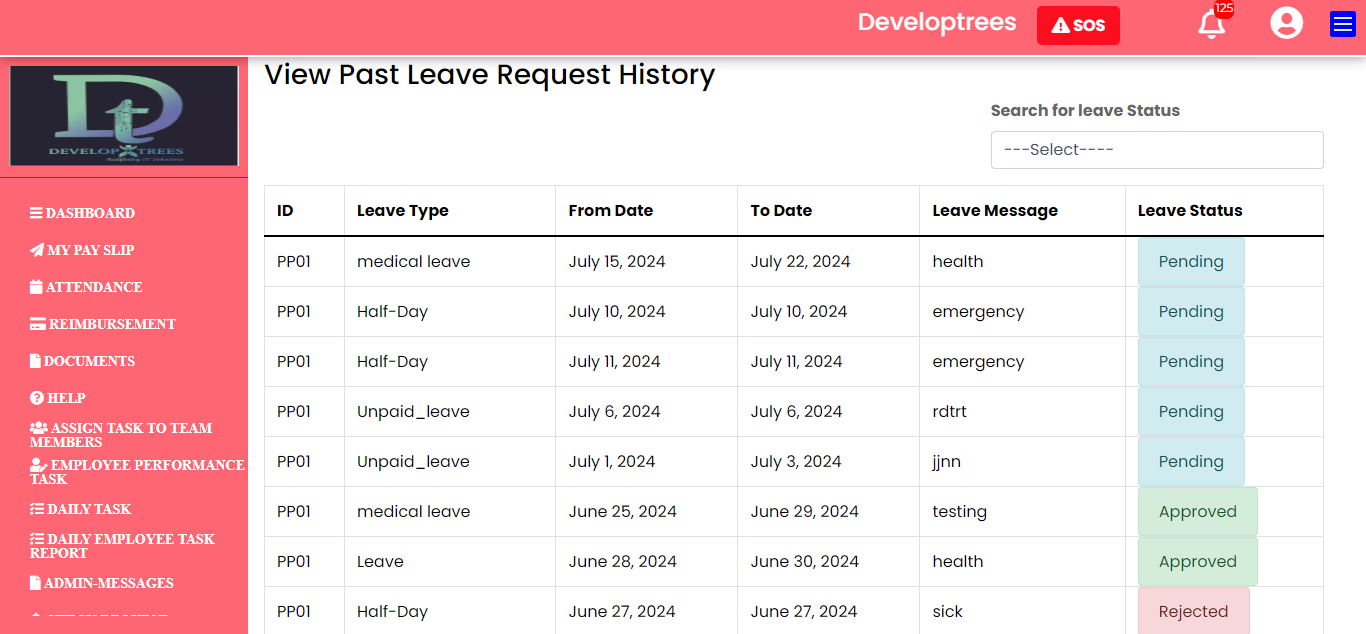 Developtrees
SOS
125
DEVELOP TREES
View Past Leave Request History
Search for leave Status
---Select----
DASHBOARD
MY PAY SLIP
ATTENDANCE
REIMBURSEMENT
DOCUMENTS
HELP
ASSIGN TASK TO TEAM
MEMBERS
EMPLOYEE PERFORMANCE
TASK
DAILY TASK
DAILY EMPLOYEE TASK
REPORT
ADMIN-MESSAGES
ID Leave Type From Date To Date Leave Message Leave Status
PP01 medical leave July 15, 2024 July 22, 2024 health Pending
PP01 Half-Day July 10, 2024 July 10, 2024 emergency Pending
PP01 Half-Day July 11, 2024 July 11, 2024 emergency Pending
PP01 Unpaid_leave July 6, 2024 July 6, 2024 rdtrt Pending
PP01 Unpaid_leave July 1, 2024 July 3, 2024 jjnn Pending
PP01 medical leave June 25, 2024 June 29, 2024 testing Approved
PP01 Leave June 28, 2024 June 30, 2024 health Approved
PP01 Half-Day June 27, 2024 June 27, 2024 sick Rejected